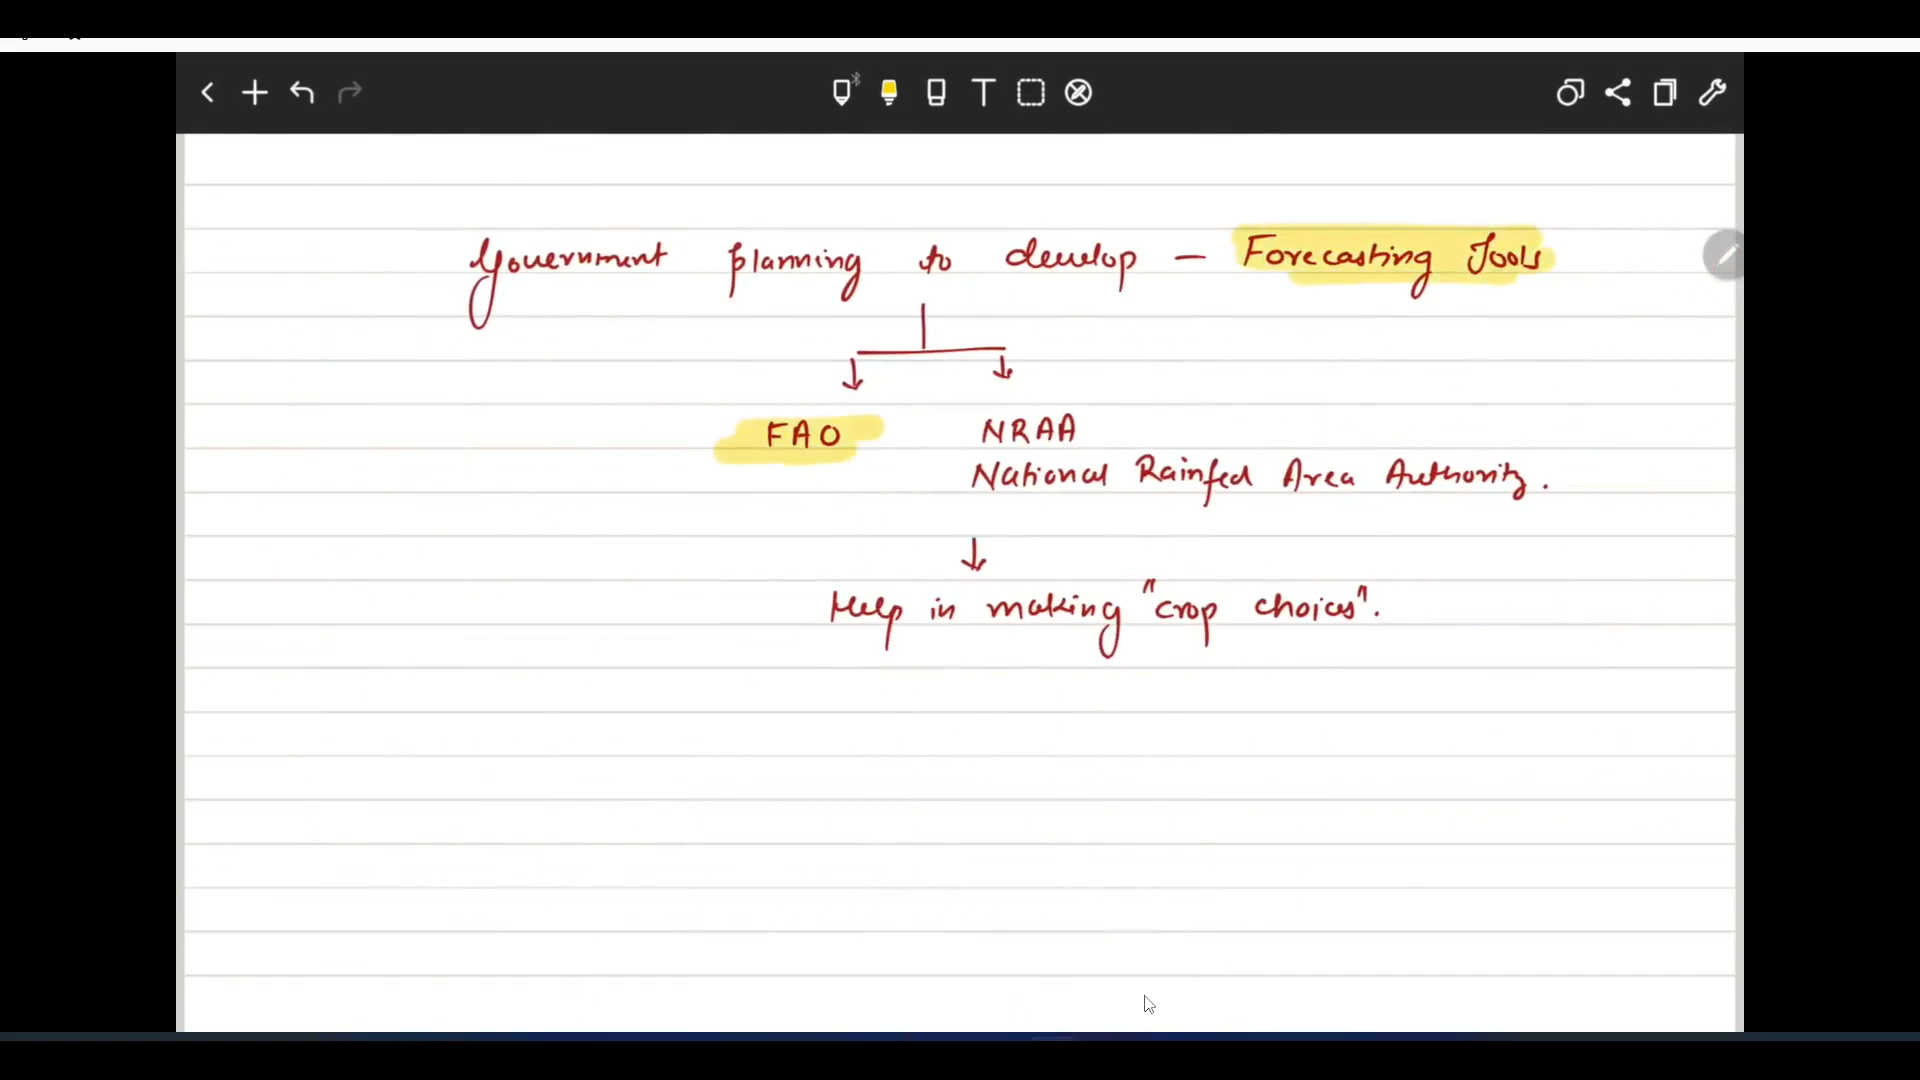 Government planning to develop - Forecasting Tools
FAO NRAA
National Rainfed Area Authority.
Help in making "crop choices".